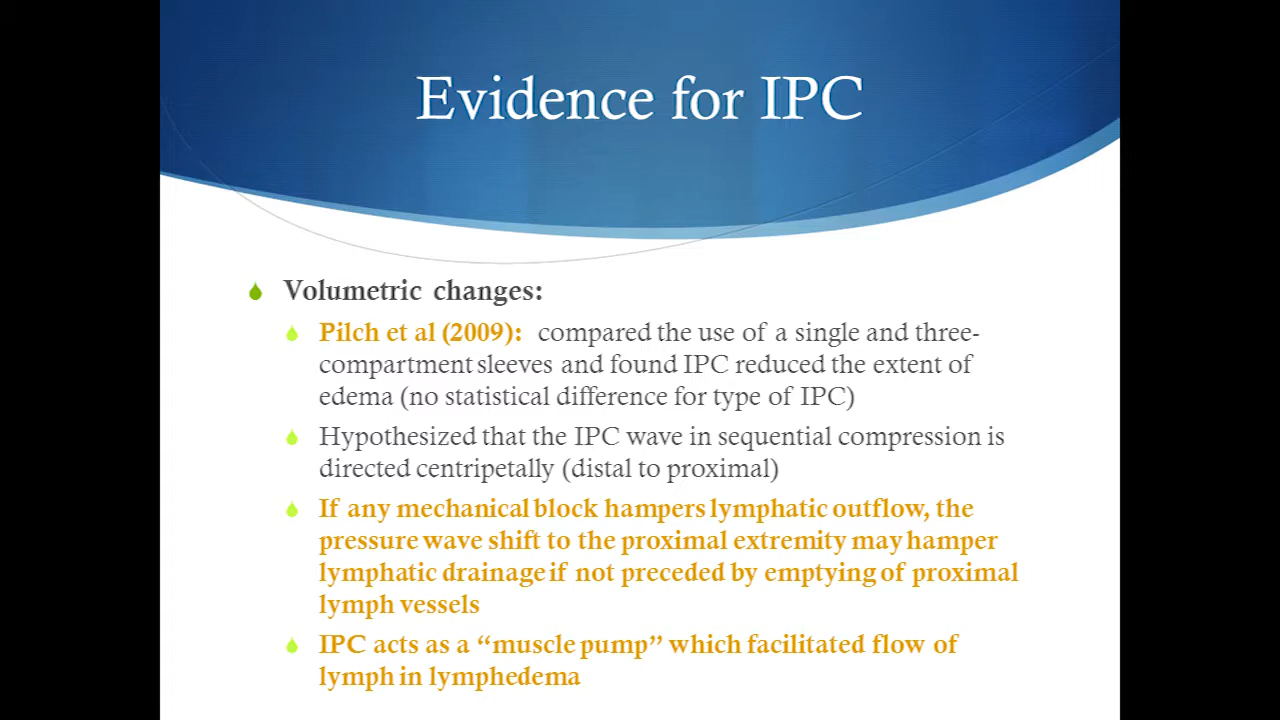 Evidence for IPC
Volumetric changes:
Pilch et al (2009): compared the use of a single and three-
compartment sleeves and found IPC reduced the extent of
edema (no statistical difference for type of IPC)
Hypothesized that the IPC wave in sequential compression is
directed centripetally (distal to proximal)
If any mechanical block hampers lymphatic outflow, the
pressure wave shift to the proximal extremity may hamper
lymphatic drainage if not preceded by emptying of proximal
lymph vessels
IPC acts as a “muscle pump” which facilitated flow of
lymph in lymphedema